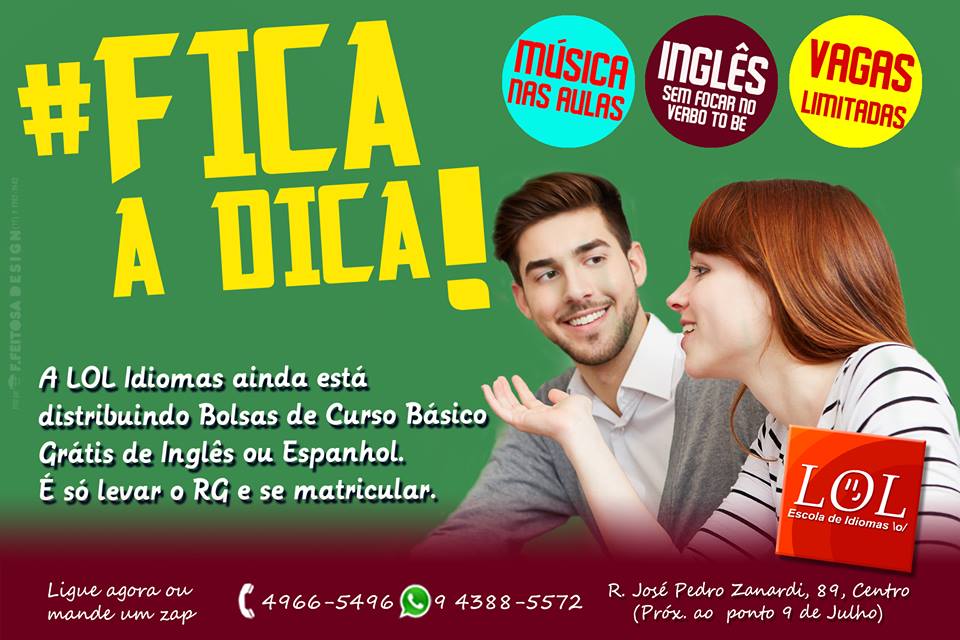 #FICA
A DICA!
MÚSICA
NAS AULAS
INGLÊS
SEM FOCAR NO
VERBO TO BE
VAGAS
LIMITADAS
A LOL Idiomas ainda está
distribuindo Bolsas de Curso Básico
Grátis de Inglês ou Espanhol.
É só levar o RG e se matricular.
LOL
Escola de Idiomas \o/
Ligue agora ou
mande um zap
4966-5496 9 4388-5572
R. José Pedro Zanardi, 89, Centro
(Próx. ao ponto 9 de Julho)
F.FEITOSA DESIGN